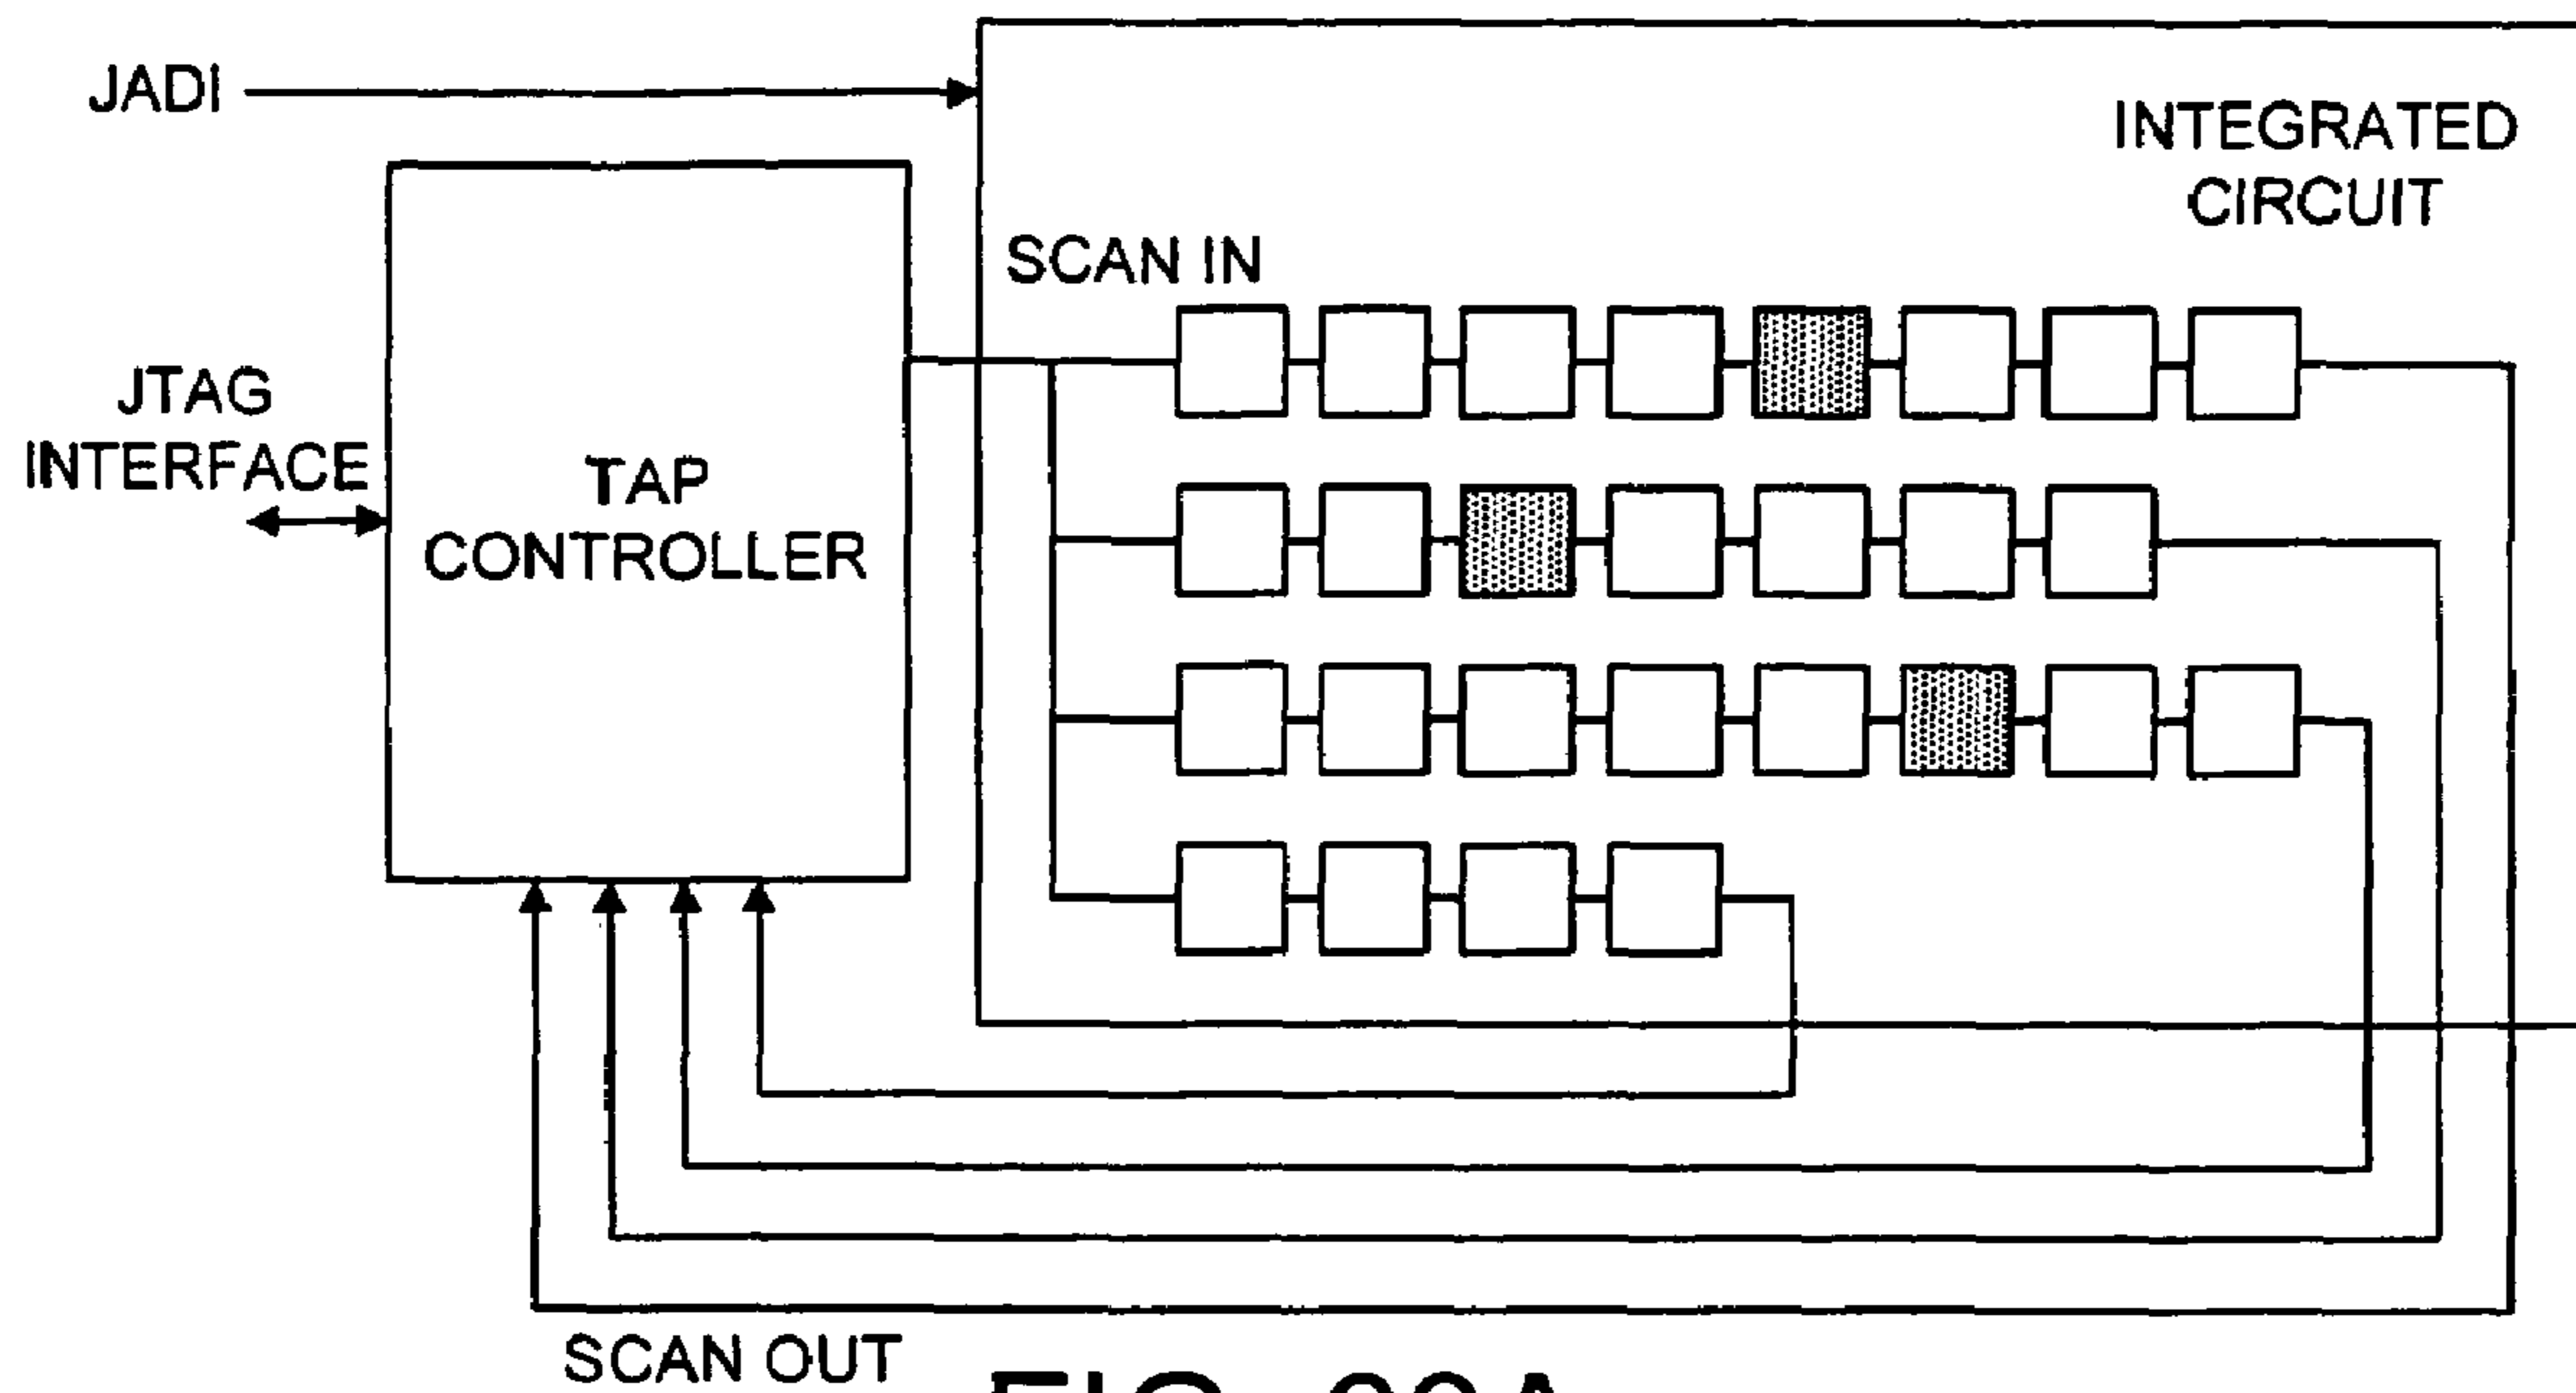 JADI
INTEGRATED
CIRCUIT
SCAN IN
JTAG
INTERFACE
TAP
CONTROLLER
SCAN OUT